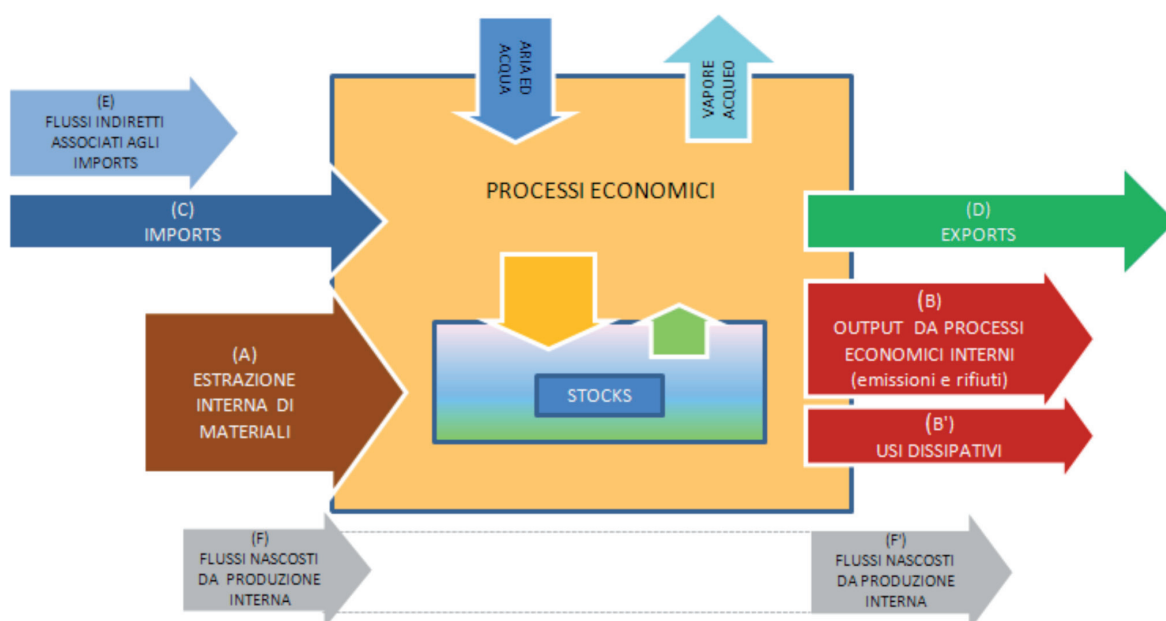 ARIA ED
ACQUA
VAPORE
ACQUEO
(E)
FLUSSI INDIRETTI
ASSOCIATI AGLI
IMPORTS
PROCESSI ECONOMICI
(C)
IMPORTS
(D)
EXPORTS
(A)
ESTRAZIONE
INTERNA DI
MATERIALI
STOCKS
(B)
OUTPUT DA PROCESSI
ECONOMICI INTERNI
(emissioni e rifiuti)
(B')
USI DISSIPATIVI
(F)
FLUSSI NASCOSTI
DA PRODUZIONE
INTERNA
(F')
FLUSSI NASCOSTI
DA PRODUZIONE
INTERNA